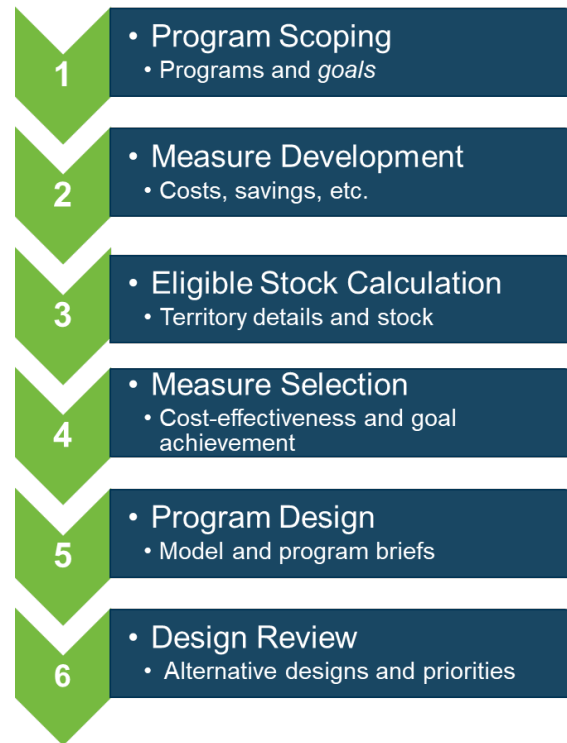 1
• Program Scoping
• Programs and goals
2
• Measure Development
• Costs, savings, etc.
3
• Eligible Stock Calculation
• Territory details and stock
4
• Measure Selection
• Cost-effectiveness and goal
achievement
5
• Program Design
• Model and program briefs
6
• Design Review
• Alternative designs and priorities